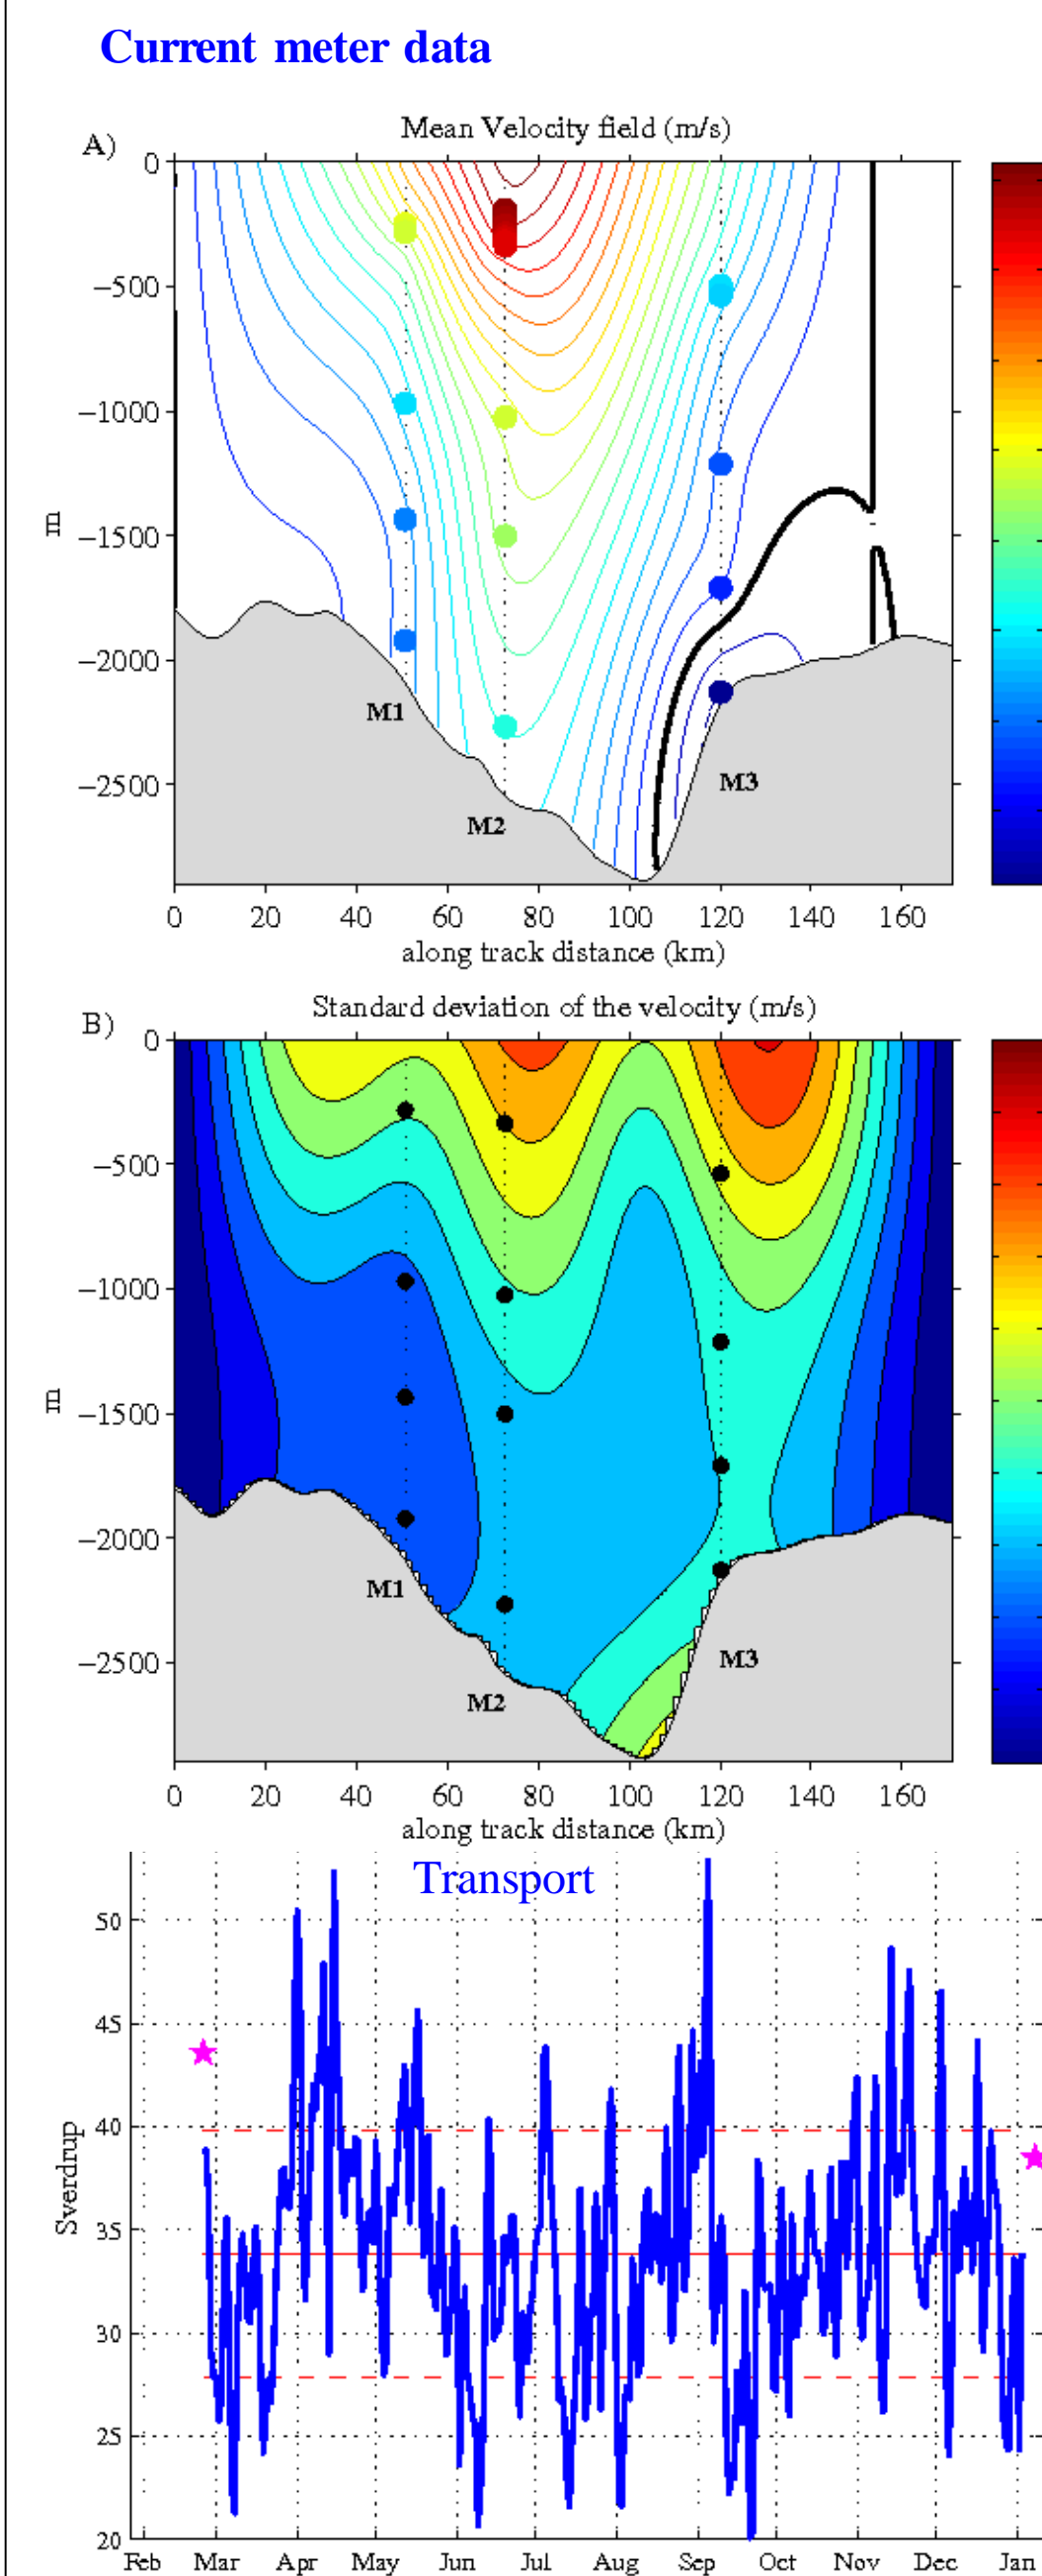 Current meter data
A)
Mean Velocity field (m/s)
0
−500
−1000
−1500
−2000
−2500
m
M1
M2
M3
0 20 40 60 80 100 120 140 160
along track distance (km)
B)
Standard deviation of the velocity (m/s)
0
−500
−1000
−1500
−2000
−2500
m
M1
M2
M3
0 20 40 60 80 100 120 140 160
along track distance (km)
Transport
50
45
40
35
30
25
20
Sverdrup
Feb Mar Apr May Jun Jul Aug Sep Oct Nov Dec Jan